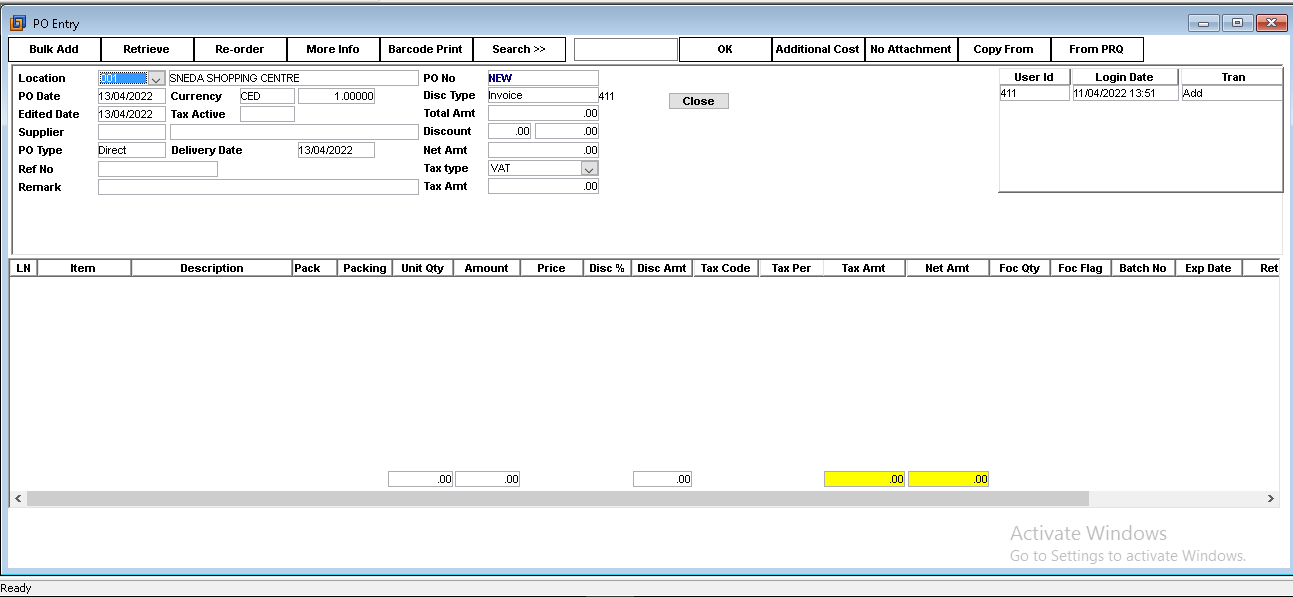 PO Entry
Bulk Add Retrieve Re-order More Info Barcode Print Search >> OK Additional Cost No Attachment Copy From From PRQ
Location 001 SNEDA SHOPPING CENTRE PO No NEW User Id Login Date Tran
PO Date 13/04/2022 Currency CED 1.00000 Disc Type Invoice 411 Close 411 11/04/2022 13:51 Add
Edited Date 13/04/2022 Tax Active Total Amt .00
Supplier Discount .00 .00
PO Type Direct Delivery Date 13/04/2022 Net Amt .00
Ref No Tax type VAT
Remark Tax Amt .00
LN Item Description Pack Packing Unit Qty Amount Price Disc % Disc Amt Tax Code Tax Per Tax Amt Net Amt Foc Qty Foc Flag Batch No Exp Date Ret
.00 .00 .00 .00 .00
Activate Windows
Go to Settings to activate Windows.
Ready